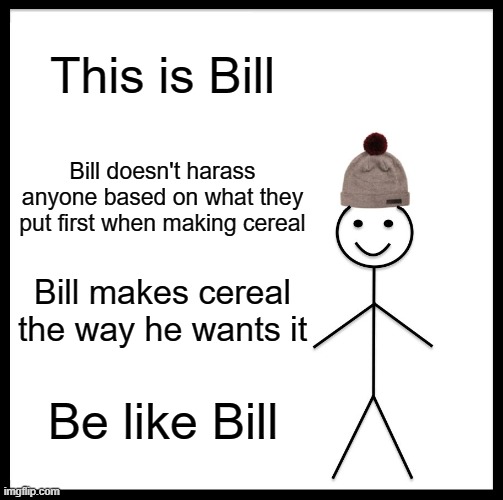 This is Bill
Bill doesn't harass
anyone based on what they
put first when making cereal
Bill makes cereal
the way he wants it
Be like Bill
imgflip.com